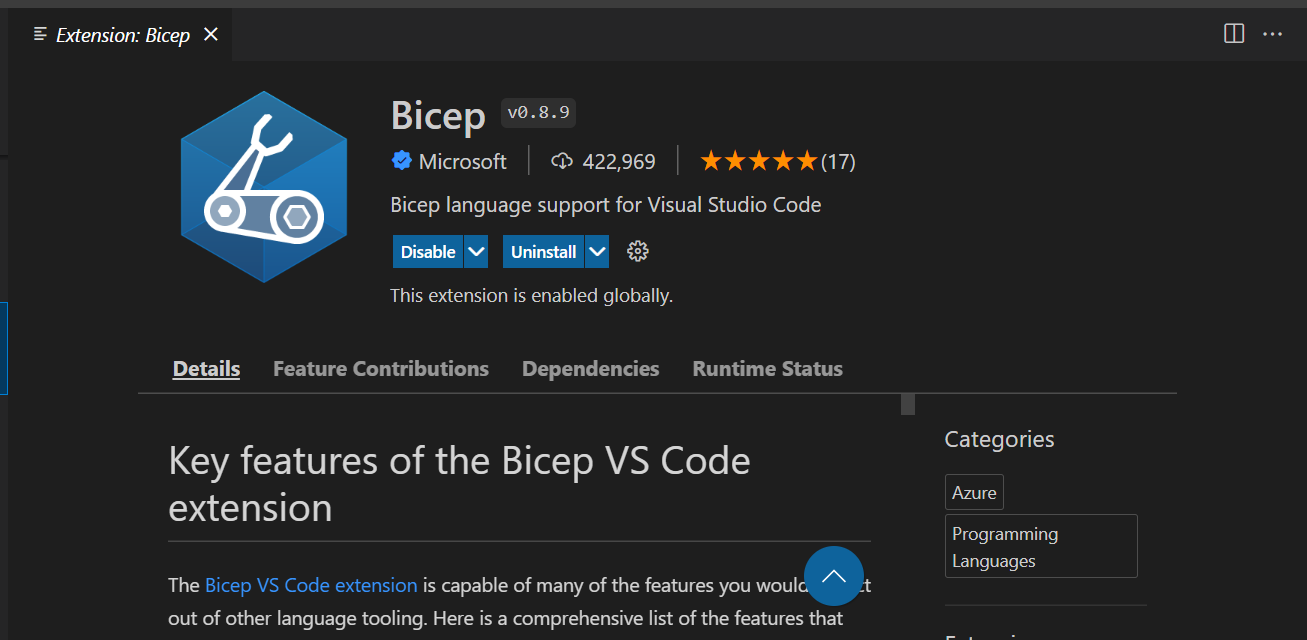 Extension: Bicep
Bicep v0.8.9
Microsoft 422,969 (17)
Bicep language support for Visual Studio Code
Disable Uninstall
This extension is enabled globally.
Details Feature Contributions Dependencies Runtime Status
Key features of the Bicep VS Code
extension
The Bicep VS Code extension is capable of many of the features you would
out of other language tooling. Here is a comprehensive list of the features that
Categories
Azure
Programming
Languages